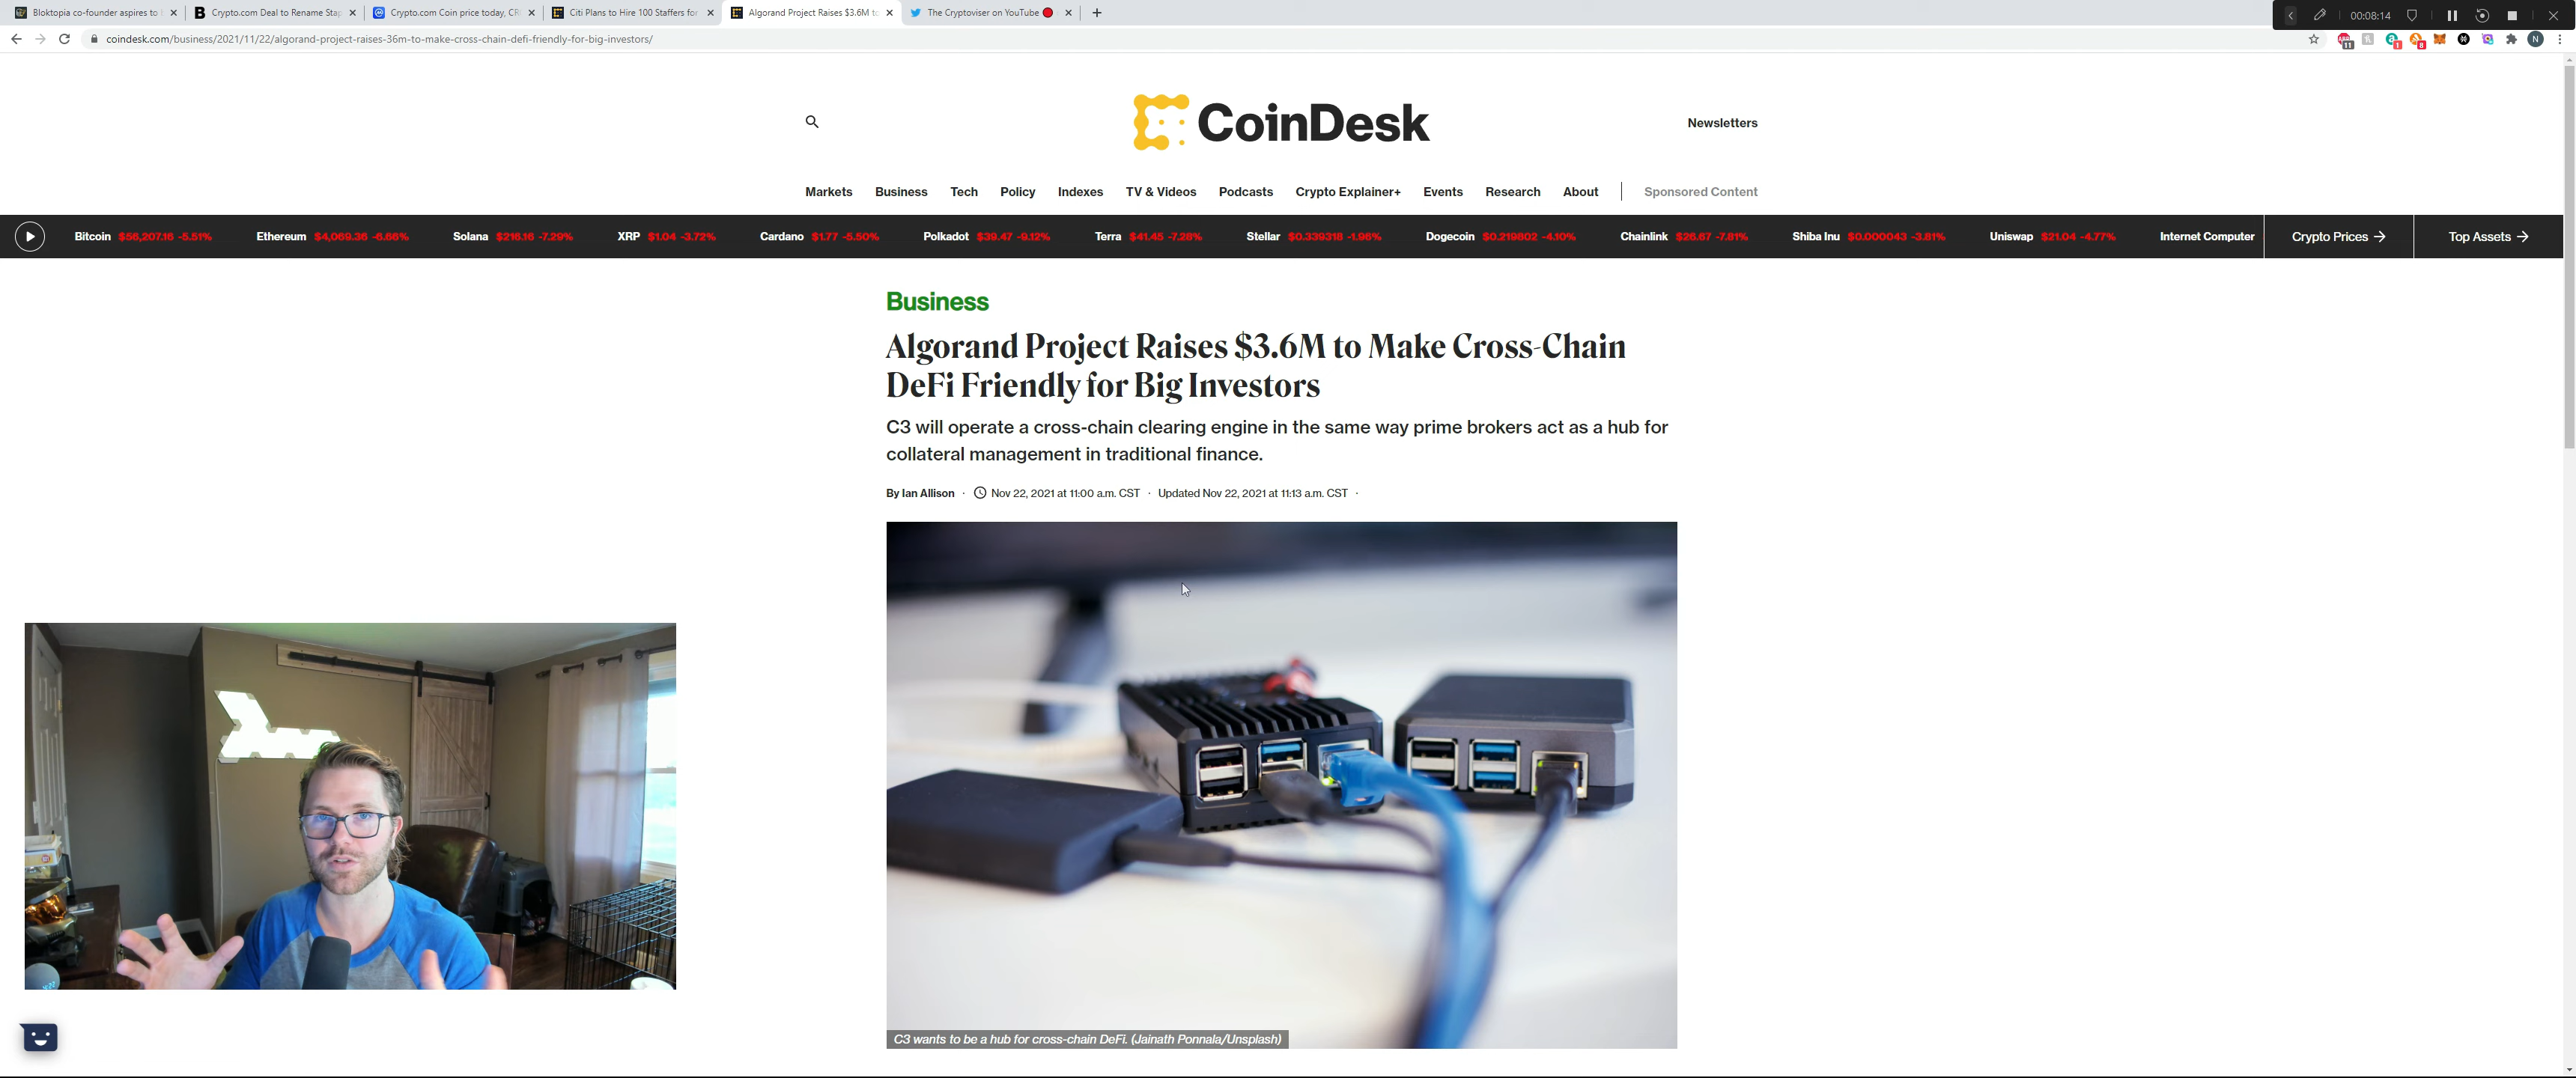 Bloktopia co-founder aspires to
Crypto.com Deal to Rename Stap
Crypto.com Coin price today, CR
Citi Plans to Hire 100 Staffers for
Algorand Project Raises $3.6M to
The Cryptoviser on YouTube
00:08:14
coindesk.com/business/2021/11/22/algorand-project-raises-36m-to-make-cross-chain-defi-friendly-for-big-investors/
11
1
8
N
CoinDesk
Newsletters
Markets Business Tech Policy Indexes TV & Videos Podcasts Crypto Explainer+ Events Research About Sponsored Content
Bitcoin $56,207.16 -5.51% Ethereum $4,069.36 -6.66% Solana $216.16 -7.29% XRP $1.04 -3.72% Cardano $1.77 -5.50% Polkadot $39.47 -9.12% Terra $41.45 -7.28% Stellar $0.339318 -1.96% Dogecoin $0.219802 -4.10% Chainlink $26.67 -7.81% Shiba Inu $0.000043 -3.81% Uniswap $21.04 -4.77% Internet Computer Crypto Prices → Top Assets →
Business
Algorand Project Raises $3.6M to Make Cross-Chain
DeFi Friendly for Big Investors
C3 will operate a cross-chain clearing engine in the same way prime brokers act as a hub for
collateral management in traditional finance.
By Ian Allison · Nov 22, 2021 at 11:00 a.m. CST · Updated Nov 22, 2021 at 11:13 a.m. CST ·
C3 wants to be a hub for cross-chain DeFi. (Jainath Ponnala/Unsplash)